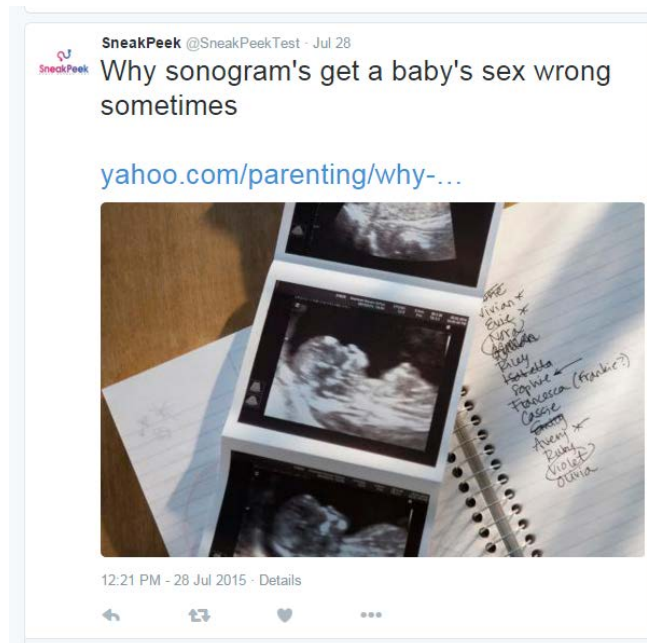 SneakPeek @SneakPeekTest · Jul 28
SneakPeek
Why sonogram's get a baby's sex wrong
sometimes
yahoo.com/parenting/why-...
Vivian *
Evie *
Nora
Riley
Isabella
Sophie
Francesca (Frankie?)
Cassie
Avery *
Ruby
Violet
Olivia
12:21 PM - 28 Jul 2015 · Details